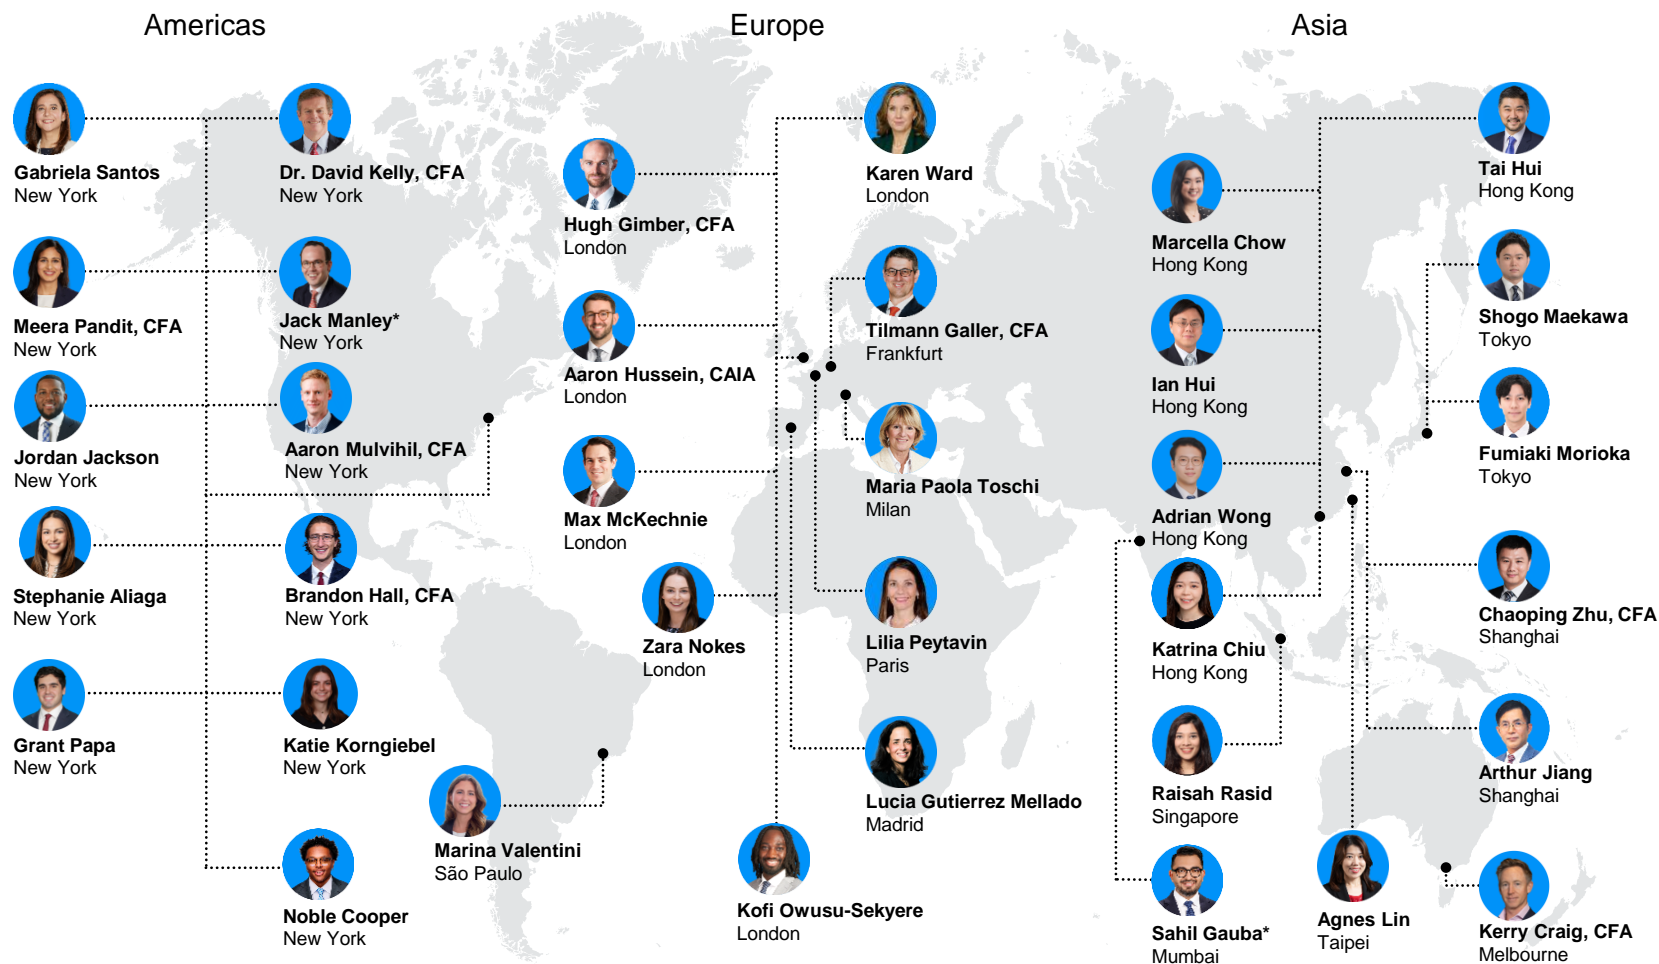 Americas
Europe
Asia
Gabriela Santos
New York
Dr. David Kelly, CFA
New York
Meera Pandit, CFA
New York
Jack Manley*
New York
Jordan Jackson
New York
Aaron Mulvihil, CFA
New York
Stephanie Aliaga
New York
Brandon Hall, CFA
New York
Grant Papa
New York
Katie Korngiebel
New York
Noble Cooper
New York
Marina Valentini
São Paulo
Hugh Gimber, CFA
London
Karen Ward
London
Aaron Hussein, CAIA
London
Tilmann Galler, CFA
Frankfurt
Max McKechnie
London
Maria Paola Toschi
Milan
Zara Nokes
London
Lilia Peytavin
Paris
Lucia Gutierrez Mellado
Madrid
Kofi Owusu-Sekyere
London
Marcella Chow
Hong Kong
Tai Hui
Hong Kong
Ian Hui
Hong Kong
Shogo Maekawa
Tokyo
Adrian Wong
Hong Kong
Fumiaki Morioka
Tokyo
Katrina Chiu
Hong Kong
Chaoping Zhu, CFA
Shanghai
Raisah Rasid
Singapore
Arthur Jiang
Shanghai
Sahil Gauba*
Mumbai
Agnes Lin
Taipei
Kerry Craig, CFA
Melbourne